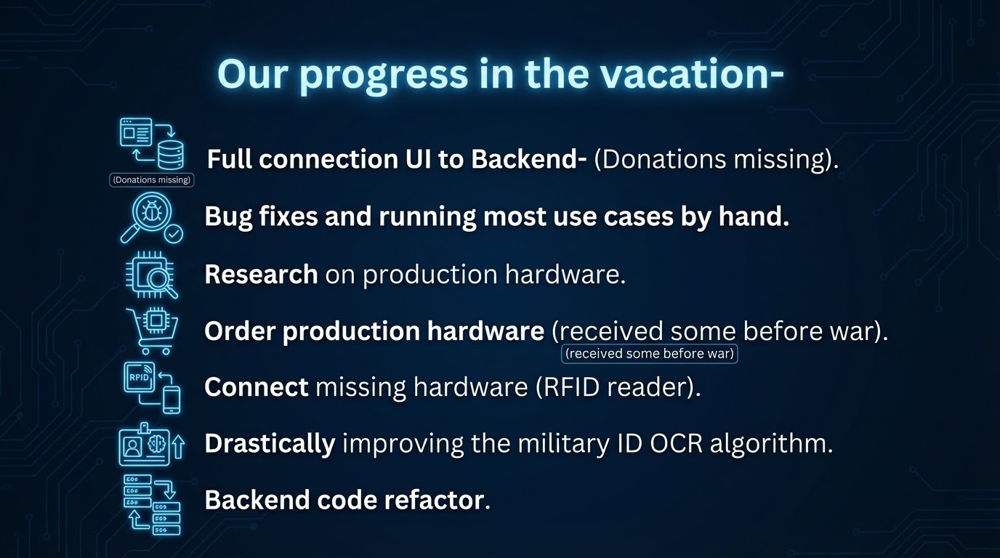 Our progress in the vacation-
Full connection UI to Backend- (Donations missing).
(Donations missing)
Bug fixes and running most use cases by hand.
Research on production hardware.
Order production hardware (received some before war).
(received some before war)
RPID
Connect missing hardware (RFID reader).
Drastically improving the military ID OCR algorithm.
Backend code refactor.